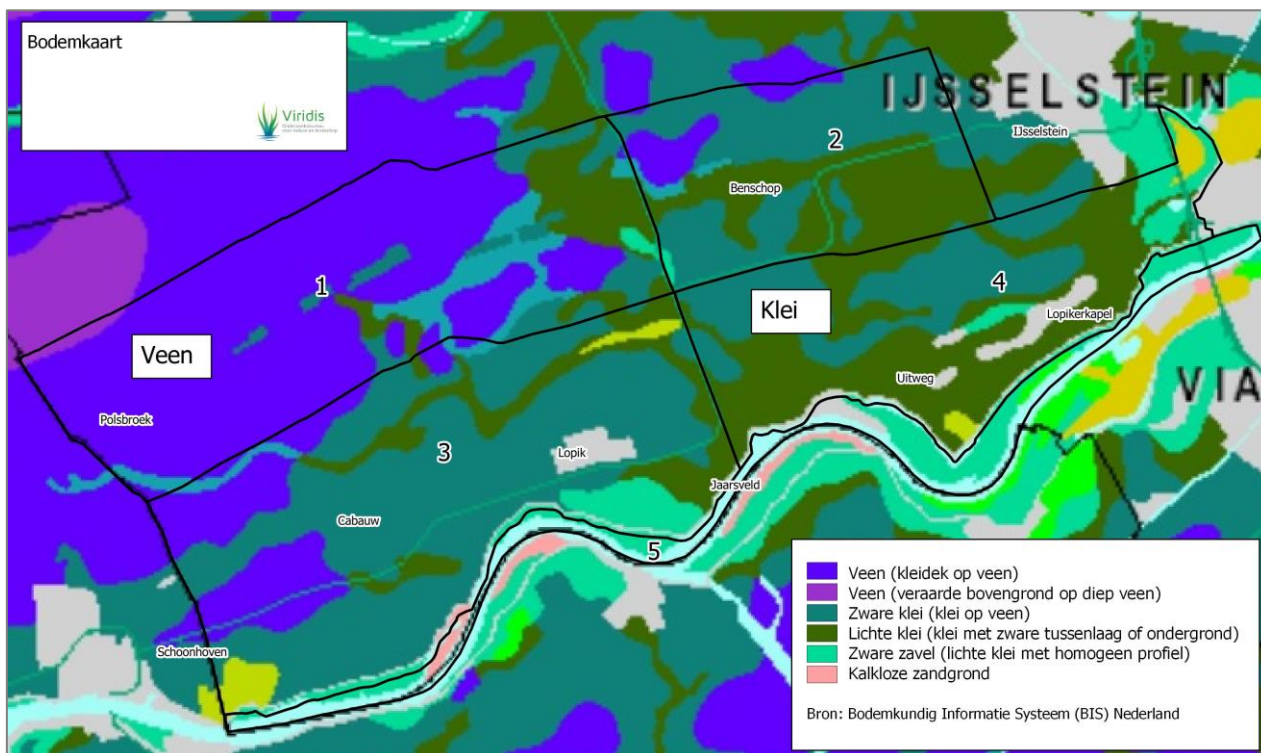 Bodemkaart
Viridis
IJSSELSTEIN
2
IJsselstein
Benschop
1
4
Klei
Lopikerkapel
Veen
Uitweg
VIA
Polsbroek
3
Lopik
Jaarsveld
Cabauw
5
Schoonhoven
Veen (kleidek op veen)
Veen (veraarde bovengrond op diep veen)
Zware klei (klei op veen)
Lichte klei (klei met zware tussenlaag of ondergrond)
Zware zavel (lichte klei met homogeen profiel)
Kalkloze zandgrond
Bron: Bodemkundig Informatie Systeem (BIS) Nederland